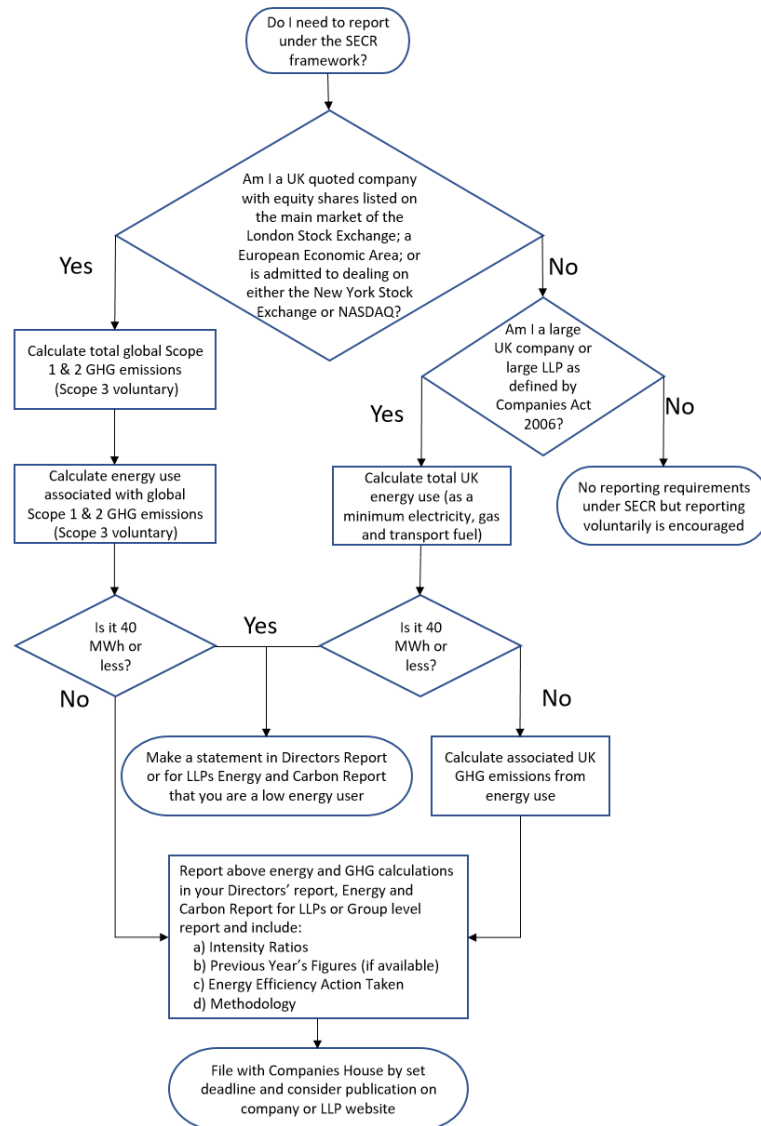 Do I need to report
under the SECR
framework?
Am I a UK quoted company
with equity shares listed on
the main market of the
London Stock Exchange; a
European Economic Area; or
is admitted to dealing on
either the New York Stock
Exchange or NASDAQ?
Yes
No
Calculate total global Scope
1 & 2 GHG emissions
(Scope 3 voluntary)
Am I a large
UK company or
large LLP as
defined by
Companies Act
2006?
Yes
No
Calculate energy use
associated with global
Scope 1 & 2 GHG emissions
(Scope 3 voluntary)
Calculate total UK
energy use (as a
minimum electricity, gas
and transport fuel)
No reporting requirements
under SECR but reporting
voluntarily is encouraged
Is it 40
MWh or
less?
Yes
Is it 40
MWh or
less?
No
No
Make a statement in Directors Report
or for LLPs Energy and Carbon Report
that you are a low energy user
Calculate associated UK
GHG emissions from
energy use
Report above energy and GHG calculations
in your Directors’ report, Energy and
Carbon Report for LLPs or Group level
report and include:
a) Intensity Ratios
b) Previous Year’s Figures (if available)
c) Energy Efficiency Action Taken
d) Methodology
File with Companies House by set
deadline and consider publication on
company or LLP website